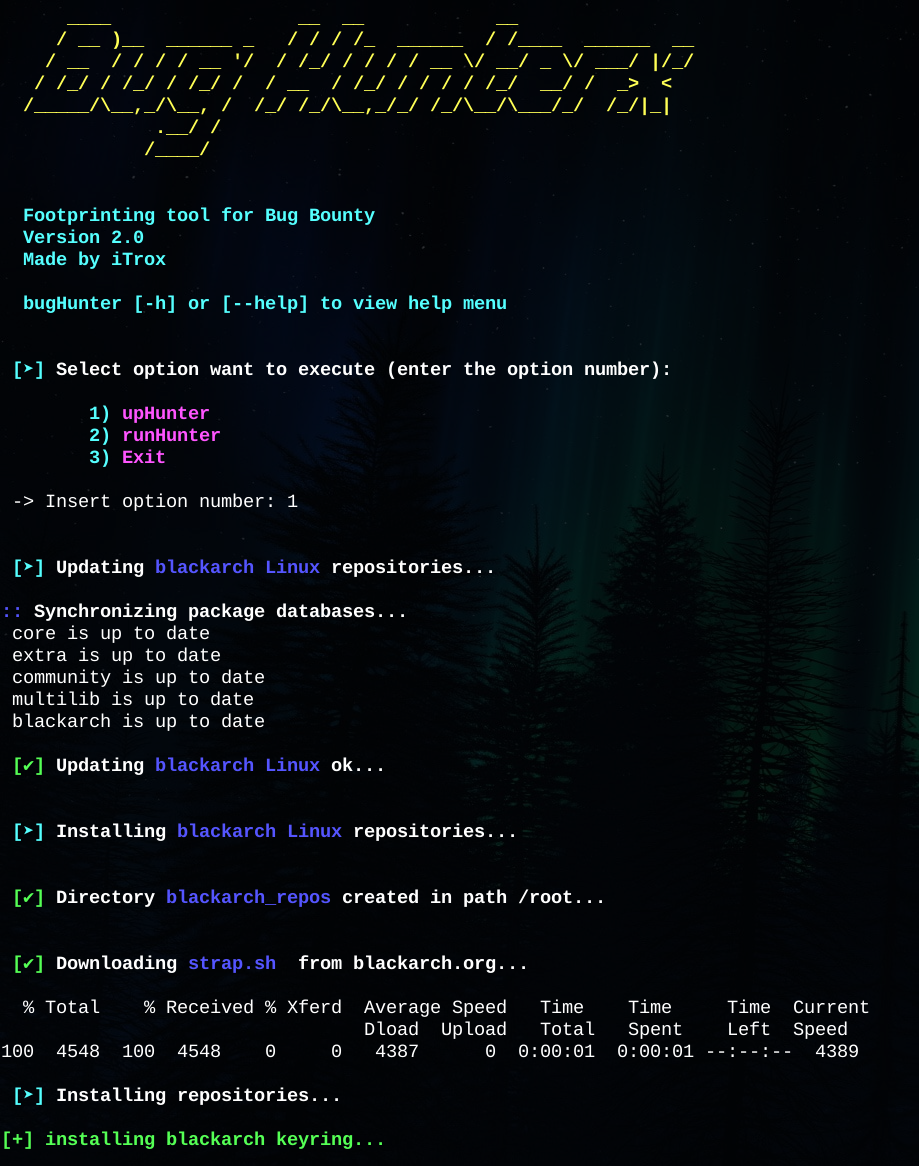 Bug Hunter
Footprinting tool for Bug Bounty
Version 2.0
Made by iTrox
bugHunter [-h] or [--help] to view help menu
[➤] Select option want to execute (enter the option number):
1) upHunter
2) runHunter
3) Exit
-> Insert option number: 1
[➤] Updating blackarch Linux repositories...
:: Synchronizing package databases...
core is up to date
extra is up to date
community is up to date
multilib is up to date
blackarch is up to date
[✔] Updating blackarch Linux ok...
[➤] Installing blackarch Linux repositories...
[✔] Directory blackarch_repos created in path /root...
[✔] Downloading strap.sh  from blackarch.org...
% Total    % Received % Xferd  Average Speed   Time    Time     Time  Current
Dload  Upload   Total   Spent    Left  Speed
100  4548  100  4548    0     0   4387      0  0:00:01  0:00:01 --:--:--  4389
[➤] Installing repositories...
[+] installing blackarch keyring...